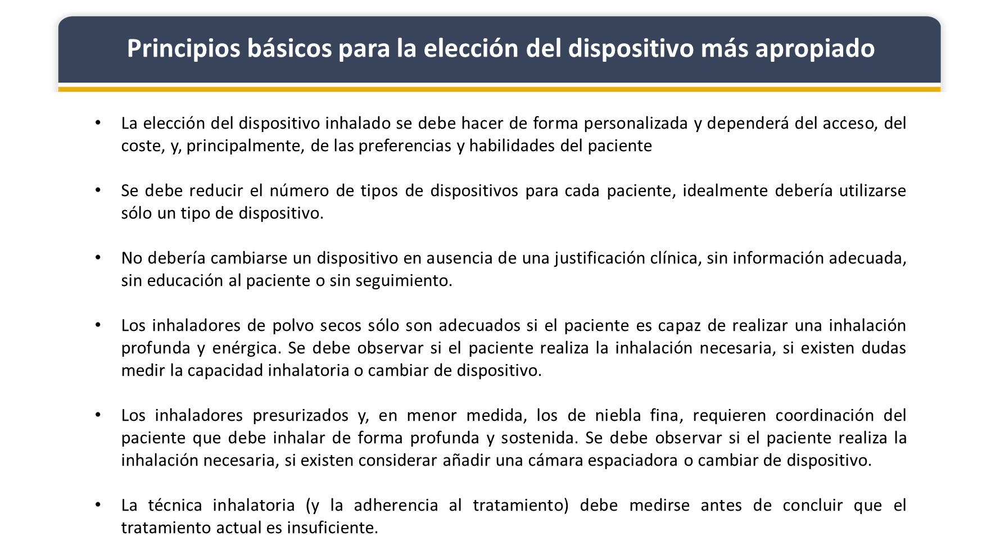 Principios básicos para la elección del dispositivo más apropiado
• La elección del dispositivo inhalado se debe hacer de forma personalizada y dependerá del acceso, del
coste, y, principalmente, de las preferencias y habilidades del paciente
• Se debe reducir el número de tipos de dispositivos para cada paciente, idealmente debería utilizarse
sólo un tipo de dispositivo.
• No debería cambiarse un dispositivo en ausencia de una justificación clínica, sin información adecuada,
sin educación al paciente o sin seguimiento.
• Los inhaladores de polvo secos sólo son adecuados si el paciente es capaz de realizar una inhalación
profunda y enérgica. Se debe observar si el paciente realiza la inhalación necesaria, si existen dudas
medir la capacidad inhalatoria o cambiar de dispositivo.
• Los inhaladores presurizados y, en menor medida, los de niebla fina, requieren coordinación del
paciente que debe inhalar de forma profunda y sostenida. Se debe observar si el paciente realiza la
inhalación necesaria, si existen considerar añadir una cámara espaciadora o cambiar de dispositivo.
• La técnica inhalatoria (y la adherencia al tratamiento) debe medirse antes de concluir que el
tratamiento actual es insuficiente.